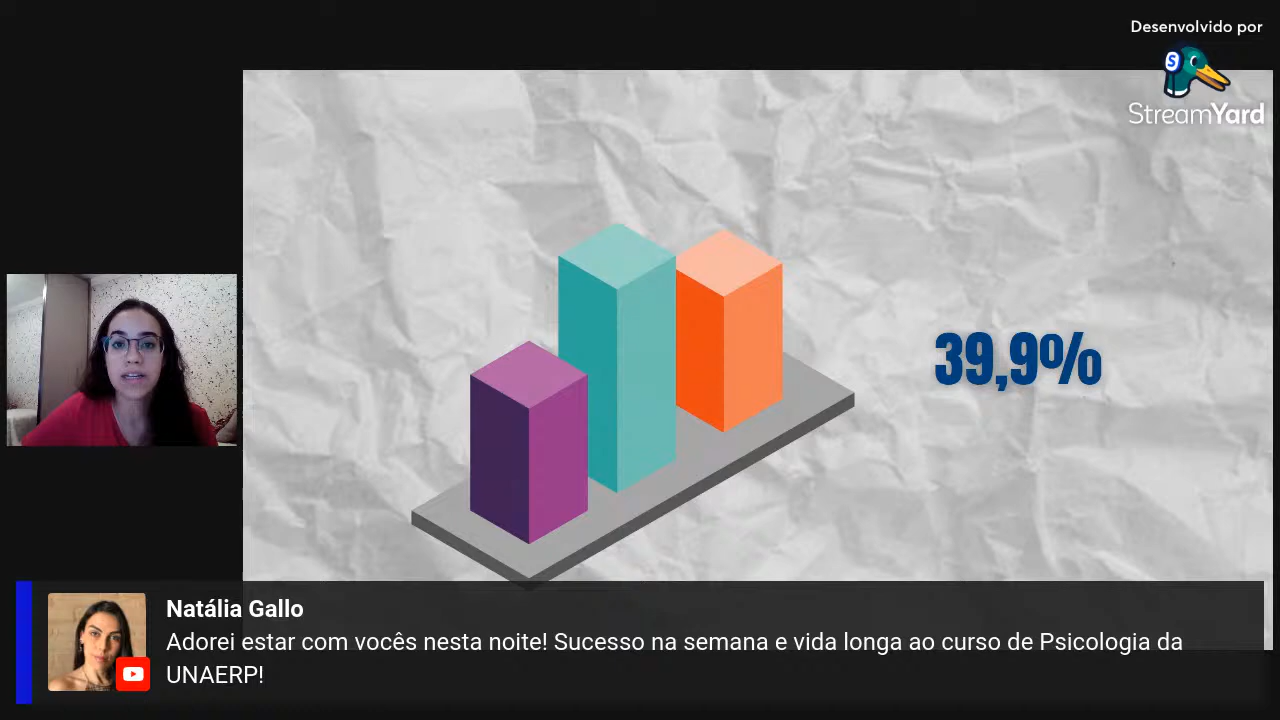 Desenvolvido por
StreamYard
39,9%
Natália Gallo
Adorei estar com vocês nesta noite! Sucesso na semana e vida longa ao curso de Psicologia da
UNAERP!